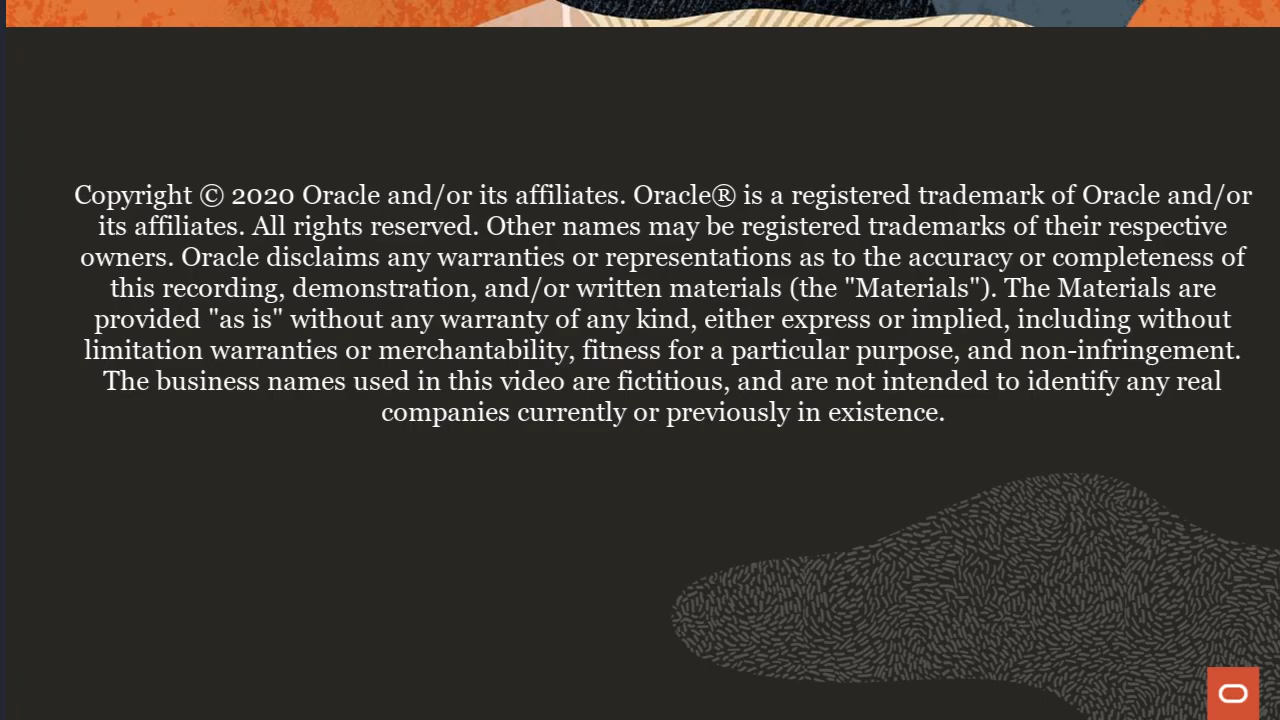 Copyright © 2020 Oracle and/or its affiliates. Oracle® is a registered trademark of Oracle and/or
its affiliates. All rights reserved. Other names may be registered trademarks of their respective
owners. Oracle disclaims any warranties or representations as to the accuracy or completeness of
this recording, demonstration, and/or written materials (the "Materials"). The Materials are
provided "as is" without any warranty of any kind, either express or implied, including without
limitation warranties or merchantability, fitness for a particular purpose, and non-infringement.
The business names used in this video are fictitious, and are not intended to identify any real
companies currently or previously in existence.